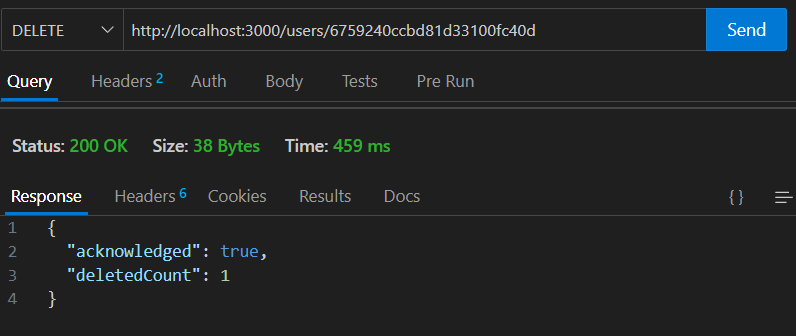 DELETE http://localhost:3000/users/6759240ccbd81d33100fc40d Send
Query Headers 2 Auth Body Tests Pre Run
Status: 200 OK Size: 38 Bytes Time: 459 ms
Response Headers 6 Cookies Results Docs { }
1 {
2 "acknowledged": true,
3 "deletedCount": 1
4 }